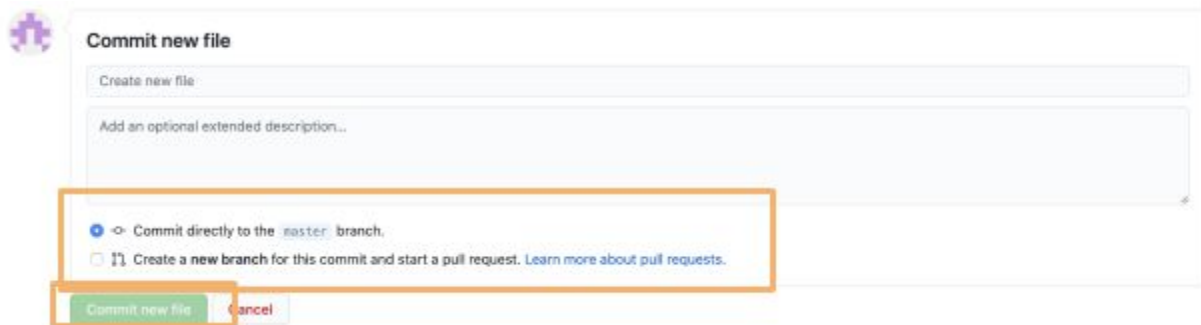 Commit new file
Create new file
Add an optional extended description...
Commit directly to the master branch.
Create a new branch for this commit and start a pull request. Learn more about pull requests.
Commit new file Cancel